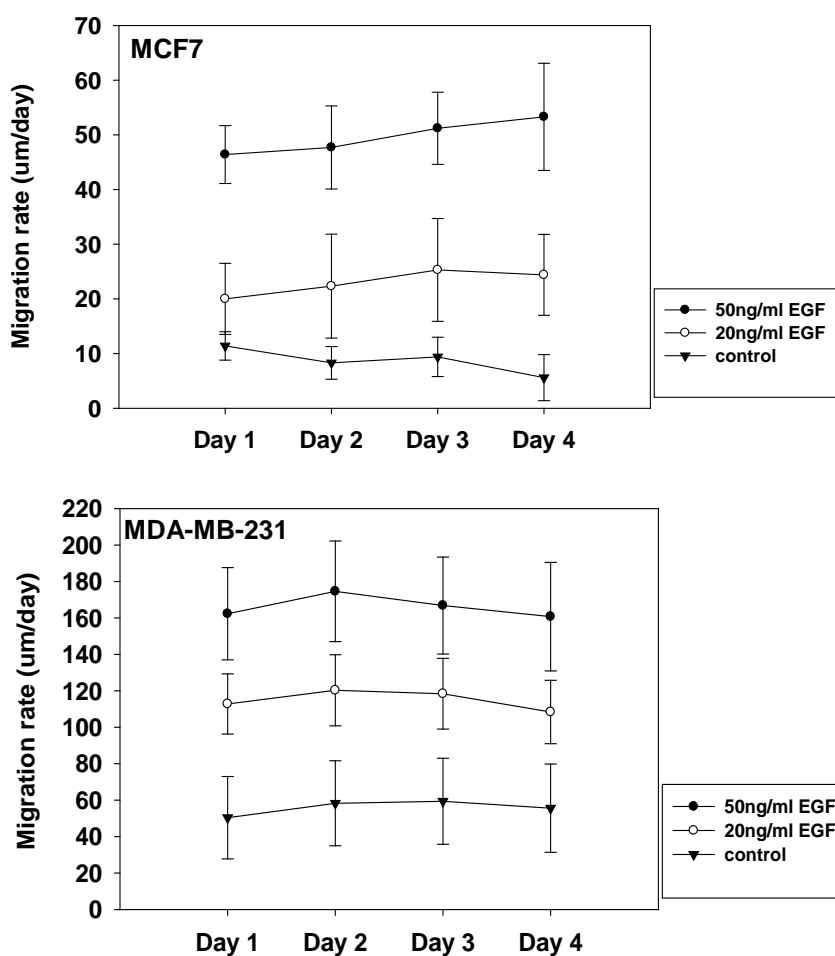 MCF7
Migration rate (um/day)
70
60
50
40
30
20
10
0
Day 1 Day 2 Day 3 Day 4
50ng/ml EGF
20ng/ml EGF
control
MDA-MB-231
Migration rate (um/day)
220
200
180
160
140
120
100
80
60
40
20
0
Day 1 Day 2 Day 3 Day 4
50ng/ml EGF
20ng/ml EGF
control